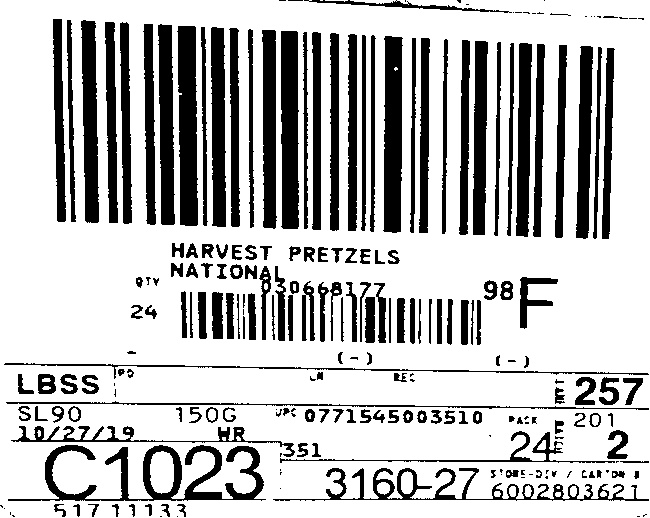 HARVEST PRETZELS
NATIONAL
QTY 030668177 98 F
24
- (-) (-)
LBSS PO LN REC 257
SL90 150G UPC 0771545003510 PACK 201
10/27/19 WR 24 2
C1023 351
3160-27 STORE-DIV / CARTON #
6002803621
517 11133